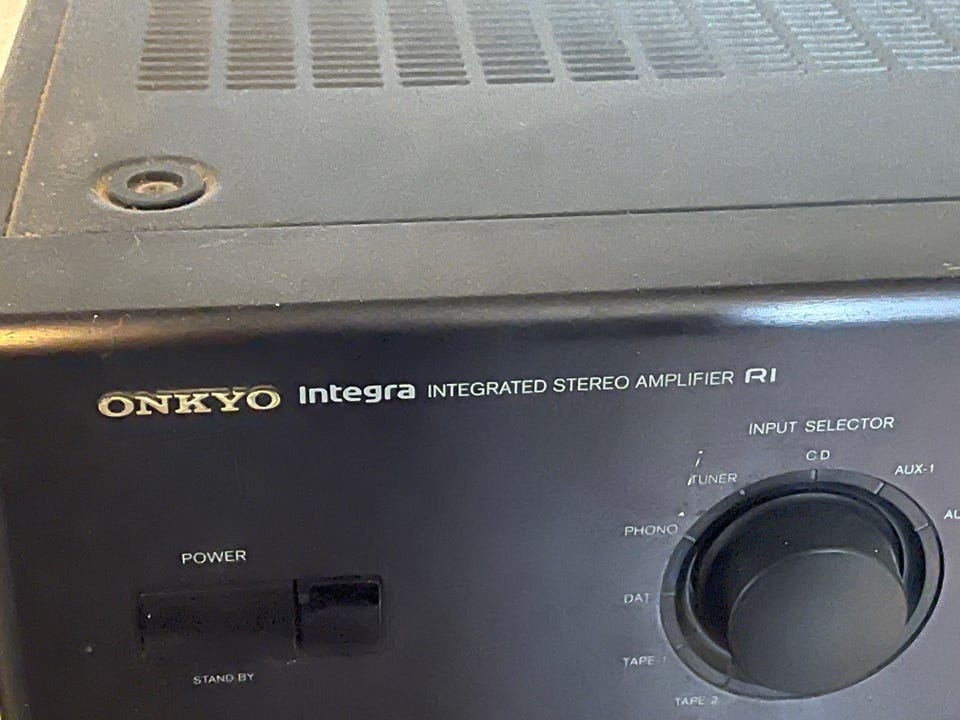 ONKYO Integra INTEGRATED STEREO AMPLIFIER RI
INPUT SELECTOR
CD
TUNER
AUX-1
PHONO
POWER
DAT
TAPE-1
STAND BY
TAPE-2